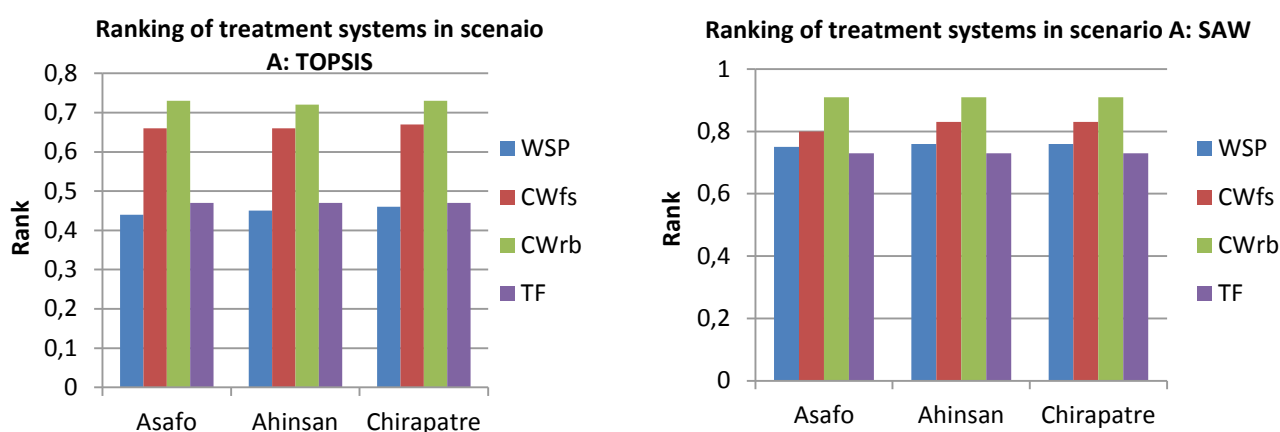 Ranking of treatment systems in scenaio
A: TOPSIS
0,8
0,7
0,6
0,5
0,4
0,3
0,2
0,1
0
Rank
Asafo
Ahinsan
Chirapatre
WSP
CWfs
CWrb
TF
Ranking of treatment systems in scenario A: SAW
1
0,8
0,6
0,4
0,2
0
Rank
Asafo
Ahinsan
Chirapatre
WSP
CWfs
CWrb
TF